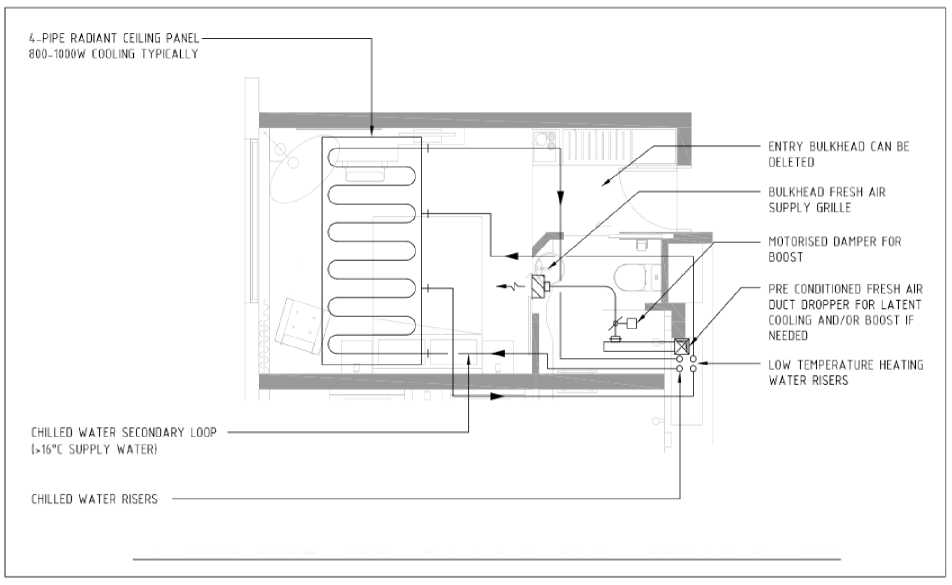 4-PIPE RADIANT CEILING PANEL
800-1000W COOLING TYPICALLY
ENTRY BULKHEAD CAN BE
DELETED
BULKHEAD FRESH AIR
SUPPLY GRILLE
MOTORISED DAMPER FOR
BOOST
PRE CONDITIONED FRESH AIR
DUCT DROPPER FOR LATENT
COOLING AND/OR BOOST IF
NEEDED
LOW TEMPERATURE HEATING
WATER RISERS
CHILLED WATER SECONDARY LOOP
(>16°C SUPPLY WATER)
CHILLED WATER RISERS